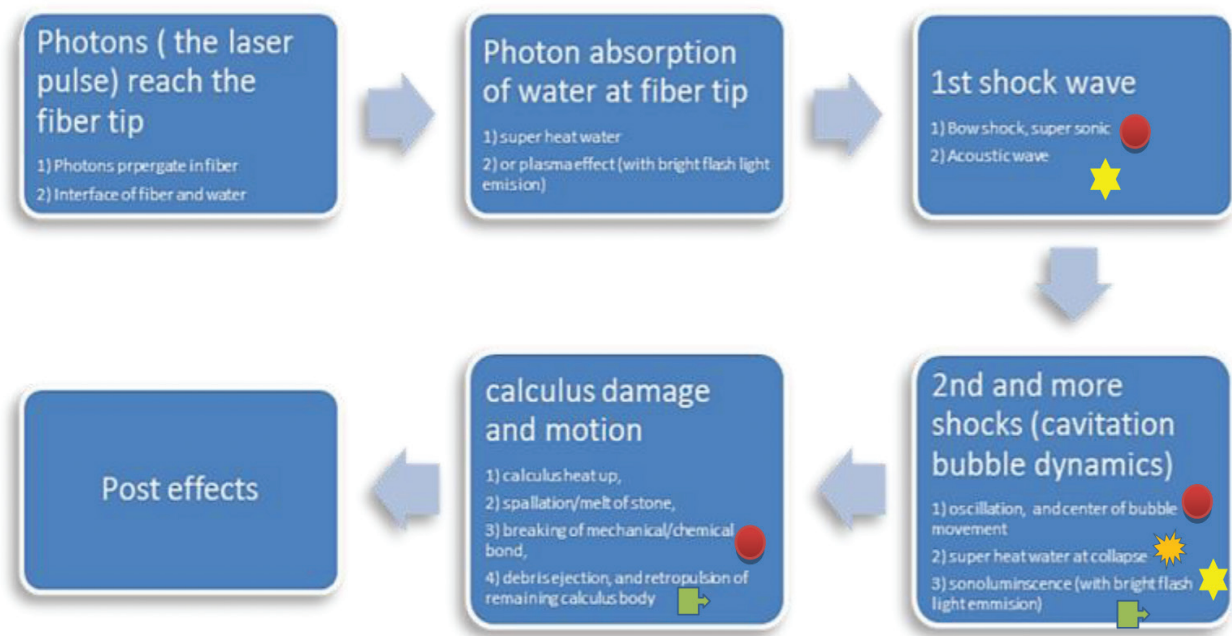 Photons ( the laser
pulse) reach the
fiber tip
1) Photons prpergate in fiber
2) Interface of fiber and water
Photon absorption
of water at fiber tip
1) super heat water
2) or plasma effect (with bright flash light
emision)
1st shock wave
1) Bow shock, super sonic
2) Acoustic wave
2nd and more
shocks (cavitation
bubble dynamics)
1) oscillation, and center of bubble
movement
2) super heat water at collapse
3) sonoluminscence (with bright flash
light emmision)
calculus damage
and motion
1) calculus heat up,
2) spallation/melt of stone,
3) breaking of mechanical/chemical
bond,
4) debris ejection, and retropulsion of
remaining calculus body
Post effects